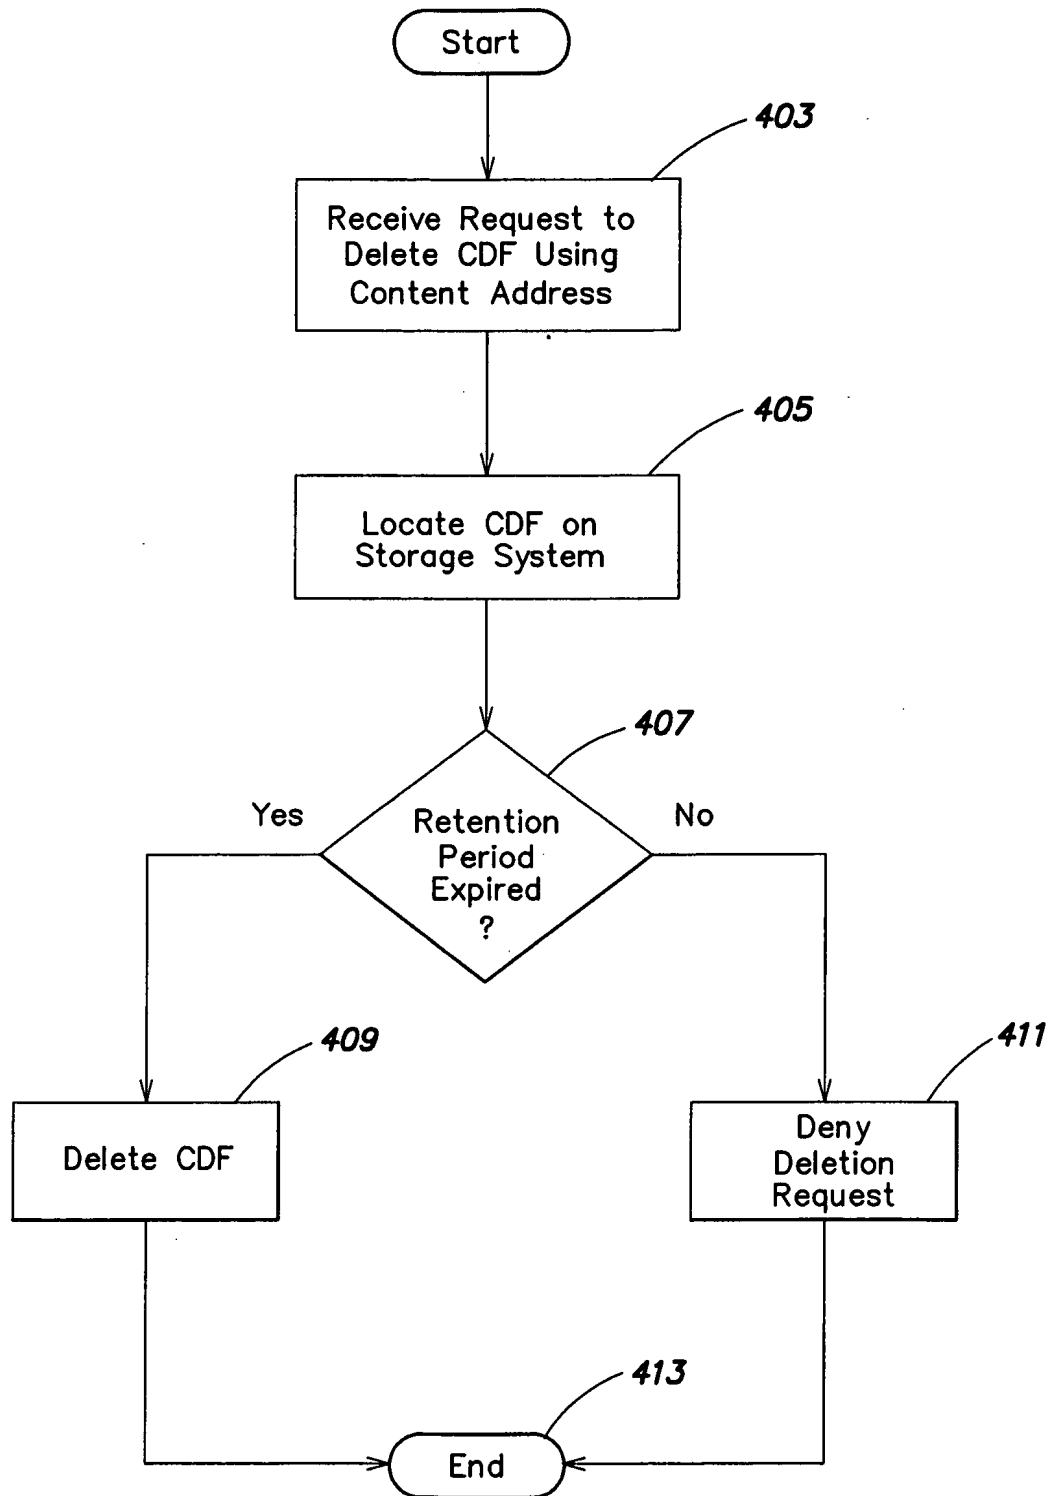 Start
403
Receive Request to
Delete CDF Using
Content Address
405
Locate CDF on
Storage System
407
Yes
Retention
Period
Expired
?
No
409
Delete CDF
411
Deny
Deletion
Request
413
End